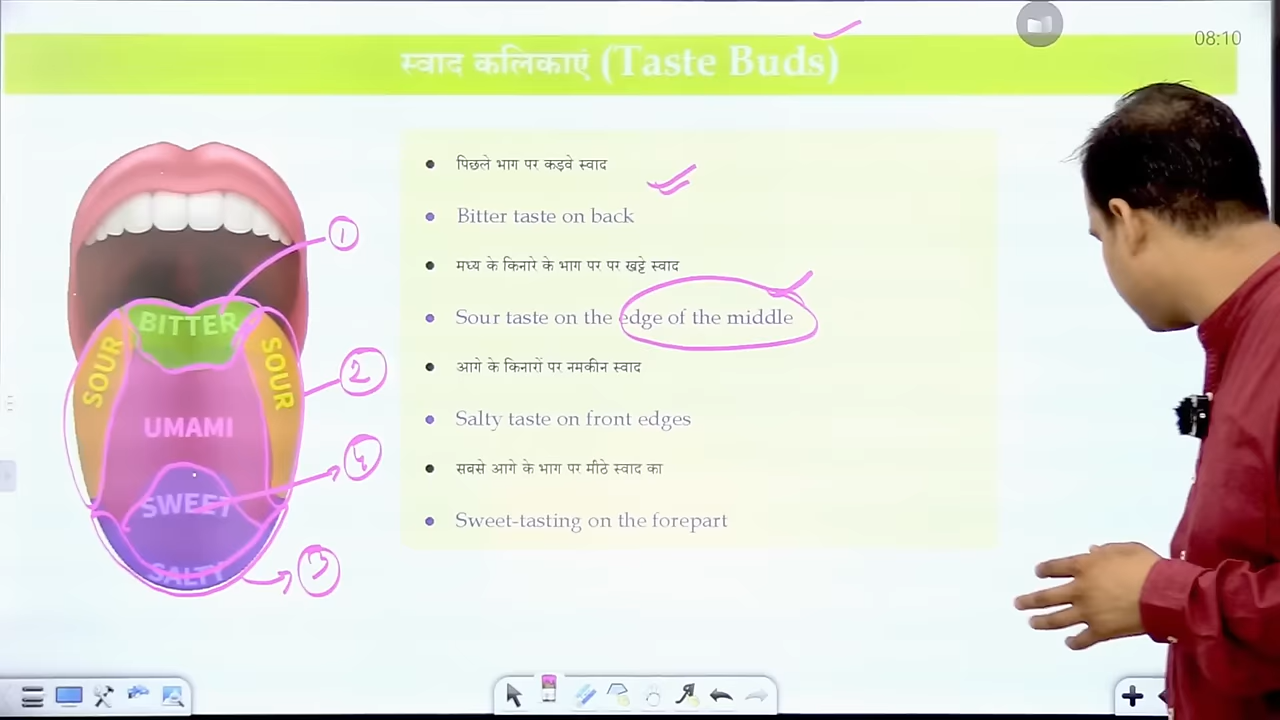 08:10
स्वाद कलिकाएं (Taste Buds)
पिछले भाग पर कड़वे स्वाद
Bitter taste on back
मध्य के किनारे के भाग पर पर खट्टे स्वाद
Sour taste on the edge of the middle
आगे के किनारों पर नमकीन स्वाद
Salty taste on front edges
सबसे आगे के भाग पर मीठे स्वाद का
Sweet-tasting on the forepart
BITTER
SOUR
SOUR
UMAMI
SWEET
SALTY
1
2
4
3